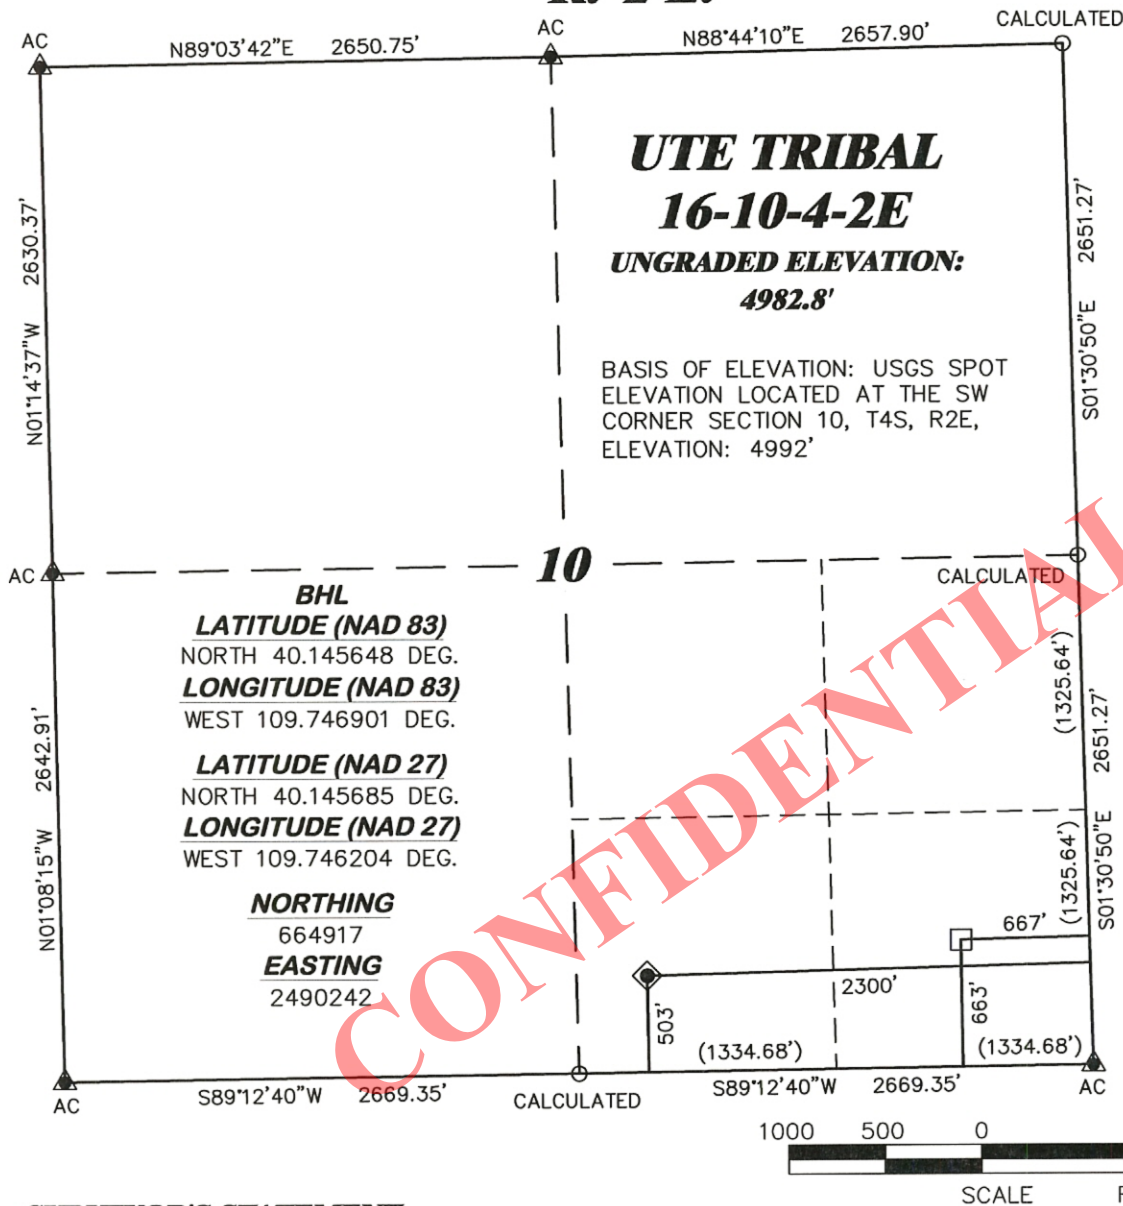 AC
N89°03'42"E 2650.75'
AC
N88°44'10"E 2657.90'
CALCULATED
N01°14'37"W 2630.37'
UTE TRIBAL
16-10-4-2E
UNGRADED ELEVATION:
4982.8'
BASIS OF ELEVATION: USGS SPOT
ELEVATION LOCATED AT THE SW
CORNER SECTION 10, T4S, R2E,
ELEVATION: 4992'
S01°30'50"E 2651.27'
AC
10
CALCULATED
BHL
LATITUDE (NAD 83)
NORTH 40.145648 DEG.
LONGITUDE (NAD 83)
WEST 109.746901 DEG.
LATITUDE (NAD 27)
NORTH 40.145685 DEG.
LONGITUDE (NAD 27)
WEST 109.746204 DEG.
NORTHING
664917
EASTING
2490242
N01°08'15"W 2642.91'
CONFIDENTIAL
(1325.64')
(1325.64')
S01°30'50"E 2651.27'
667'
2300'
503'
663'
(1334.68')
(1334.68')
AC
S89°12'40"W 2669.35'
CALCULATED
S89°12'40"W 2669.35'
AC
1000 500 0
SCALE